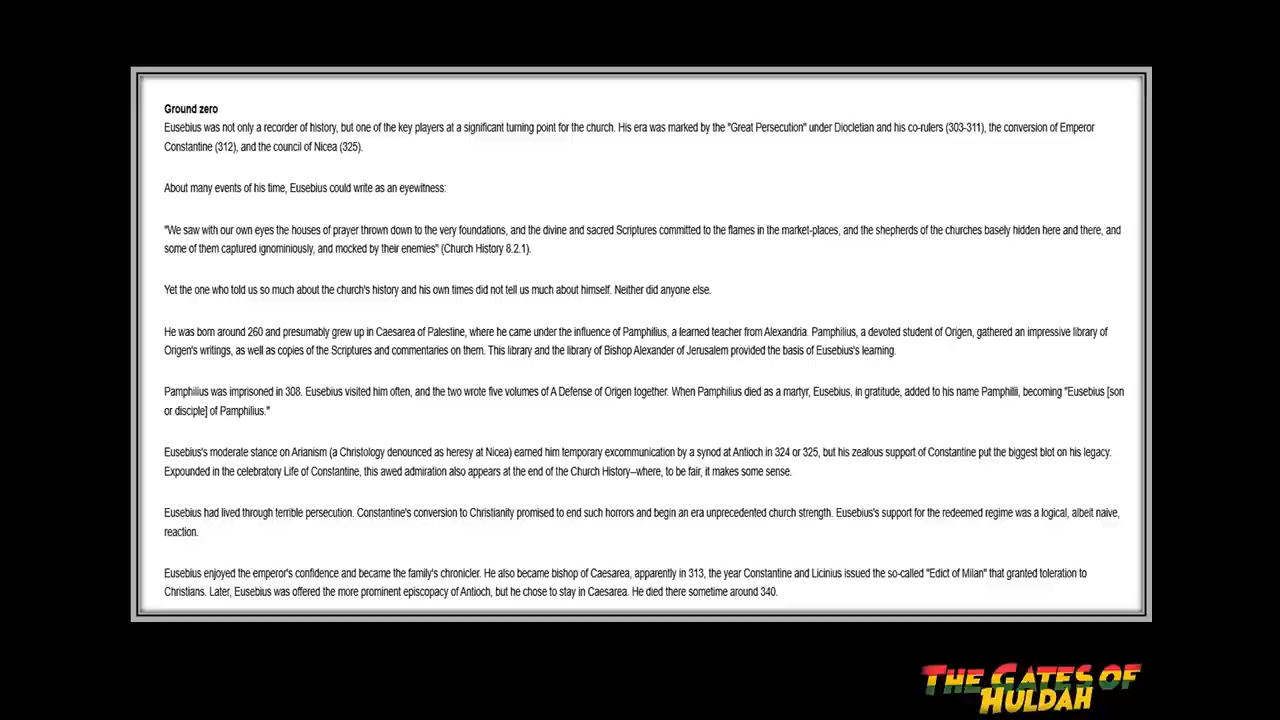 Ground zero
Eusebius was not only a recorder of history, but one of the key players at a significant turning point for the church. His era was marked by the "Great Persecution" under Diocletian and his co-rulers (303-311), the conversion of Emperor
Constantine (312), and the council of Nicea (325).
About many events of his time, Eusebius could write as an eyewitness:
"We saw with our own eyes the houses of prayer thrown down to the very foundations, and the divine and sacred Scriptures committed to the flames in the market-places, and the shepherds of the churches basely hidden here and there, and
some of them captured ignominiously, and mocked by their enemies" (Church History 8.2.1).
Yet the one who told us so much about the church's history and his own times did not tell us much about himself. Neither did anyone else.
He was born around 260 and presumably grew up in Caesarea of Palestine, where he came under the influence of Pamphilius, a learned teacher from Alexandria. Pamphilius, a devoted student of Origen, gathered an impressive library of
Origen's writings, as well as copies of the Scriptures and commentaries on them. This library and the library of Bishop Alexander of Jerusalem provided the basis of Eusebius's learning.
Pamphilius was imprisoned in 308. Eusebius visited him often, and the two wrote five volumes of A Defense of Origen together. When Pamphilius died as a martyr, Eusebius, in gratitude, added to his name Pamphilii, becoming "Eusebius [son
or disciple] of Pamphilius."
Eusebius's moderate stance on Arianism (a Christology denounced as heresy at Nicea) earned him temporary excommunication by a synod at Antioch in 324 or 325, but his zealous support of Constantine put the biggest blot on his legacy.
Expounded in the celebratory Life of Constantine, this awed admiration also appears at the end of the Church History–where, to be fair, it makes some sense.
Eusebius had lived through terrible persecution. Constantine's conversion to Christianity promised to end such horrors and begin an era unprecedented church strength. Eusebius's support for the redeemed regime was a logical, albeit naive,
reaction.
Eusebius enjoyed the emperor's confidence and became the family's chronicler. He also became bishop of Caesarea, apparently in 313, the year Constantine and Licinius issued the so-called "Edict of Milan" that granted toleration to
Christians. Later, Eusebius was offered the more prominent episcopacy of Antioch, but he chose to stay in Caesarea. He died there sometime around 340.
THE GATES OF
HULDAH